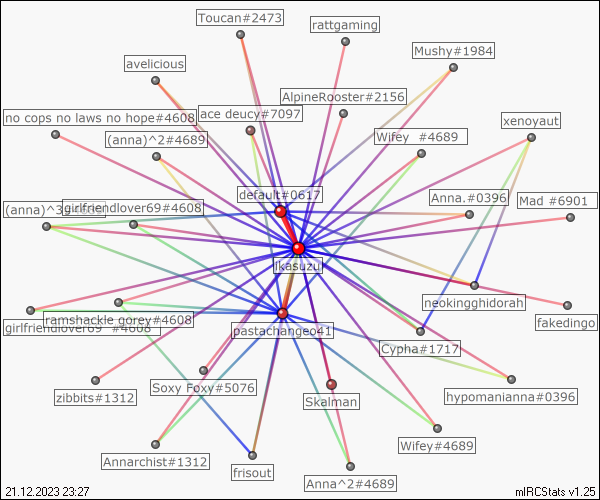 Toucan#2473
rattgaming
Mushy#1984
avelicious
AlpineRooster#2156
no cops no laws no hope#4608
ace deucy#7097
xenoyaut
(anna)^2#4689
Wifey #4689
default#0617
Anna.#0396
Mad #6901
(anna)^3
girlfriendlover69#4608
ikasuzu
neokingghidorah
fakedingo
ramshackle gorey#4608
girlfriendlover69 #4608
pastachangeo41
Cypha#1717
Soxy Foxy#5076
zibbits#1312
Skalman
hypomanianna#0396
Wifey#4689
Annarchist#1312
frisout
Anna^2#4689
21.12.2023 23:27
mIRCStats v1.25